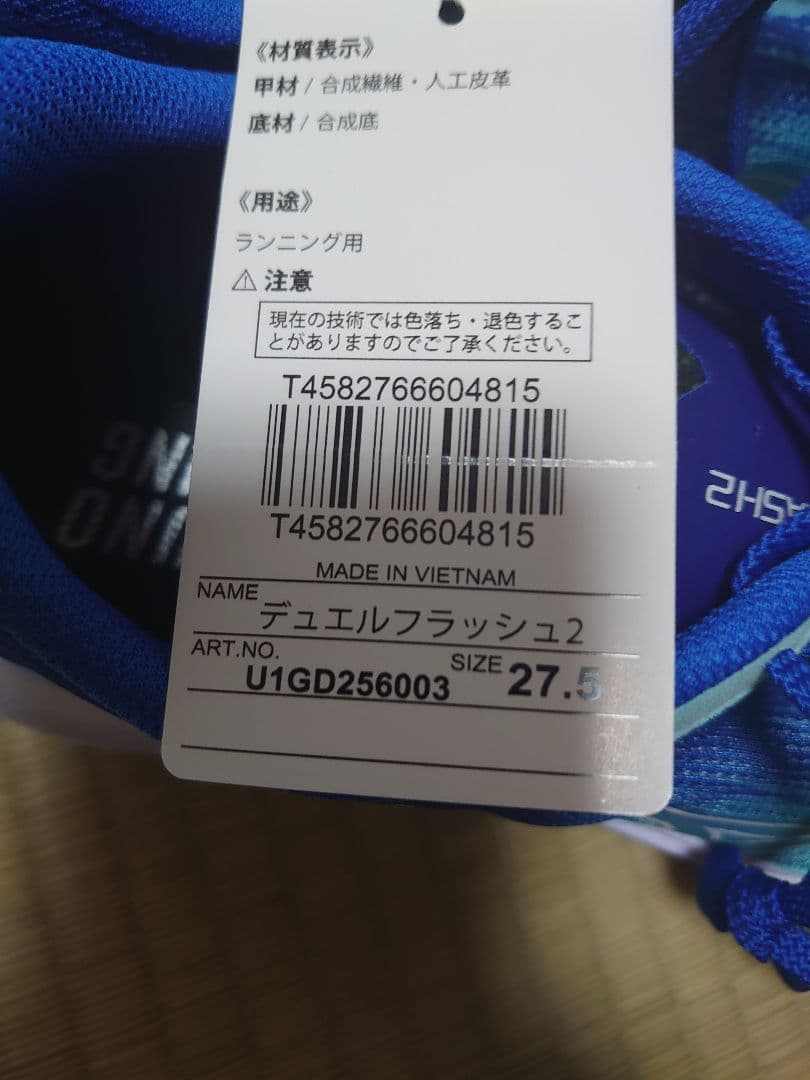 《材質表示》
甲材 / 合成繊維・人工皮革
底材 / 合成底
《用途》
ランニング用
⚠ 注意
現在の技術では色落ち・退色するこ
とがありますのでご了承ください。
T4582766604815
T4582766604815
MADE IN VIETNAM
NAME デュエルフラッシュ2
ART.NO. U1GD256003 SIZE 27.5
ASH2